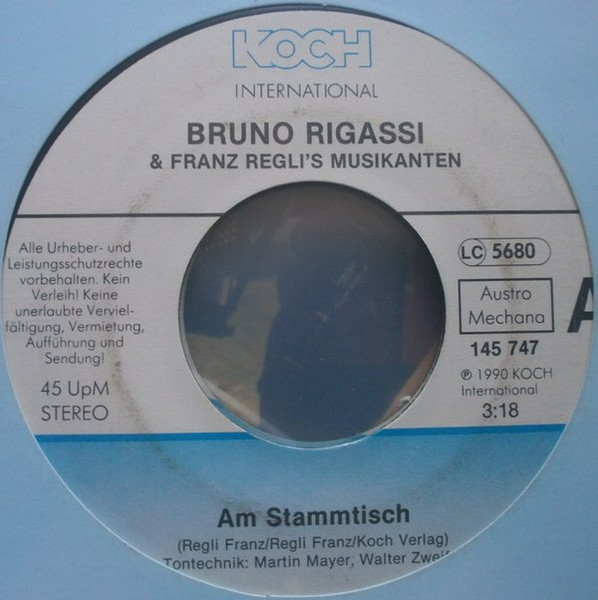 KOCH
INTERNATIONAL
BRUNO RIGASSI
& FRANZ REGLI'S MUSIKANTEN
Alle Urheber- und
Leistungsschutzrechte
vorbehalten. Kein
Verleih! Keine
unerlaubte Verviel-
fältigung, Vermietung,
Aufführung und
Sendung!
45 UpM
STEREO
LC 5680
Austro
Mechana
A
145 747
℗ 1990 KOCH
International
3:18
Am Stammtisch
(Regli Franz/Regli Franz/Koch Verlag)
Tontechnik: Martin Mayer, Walter